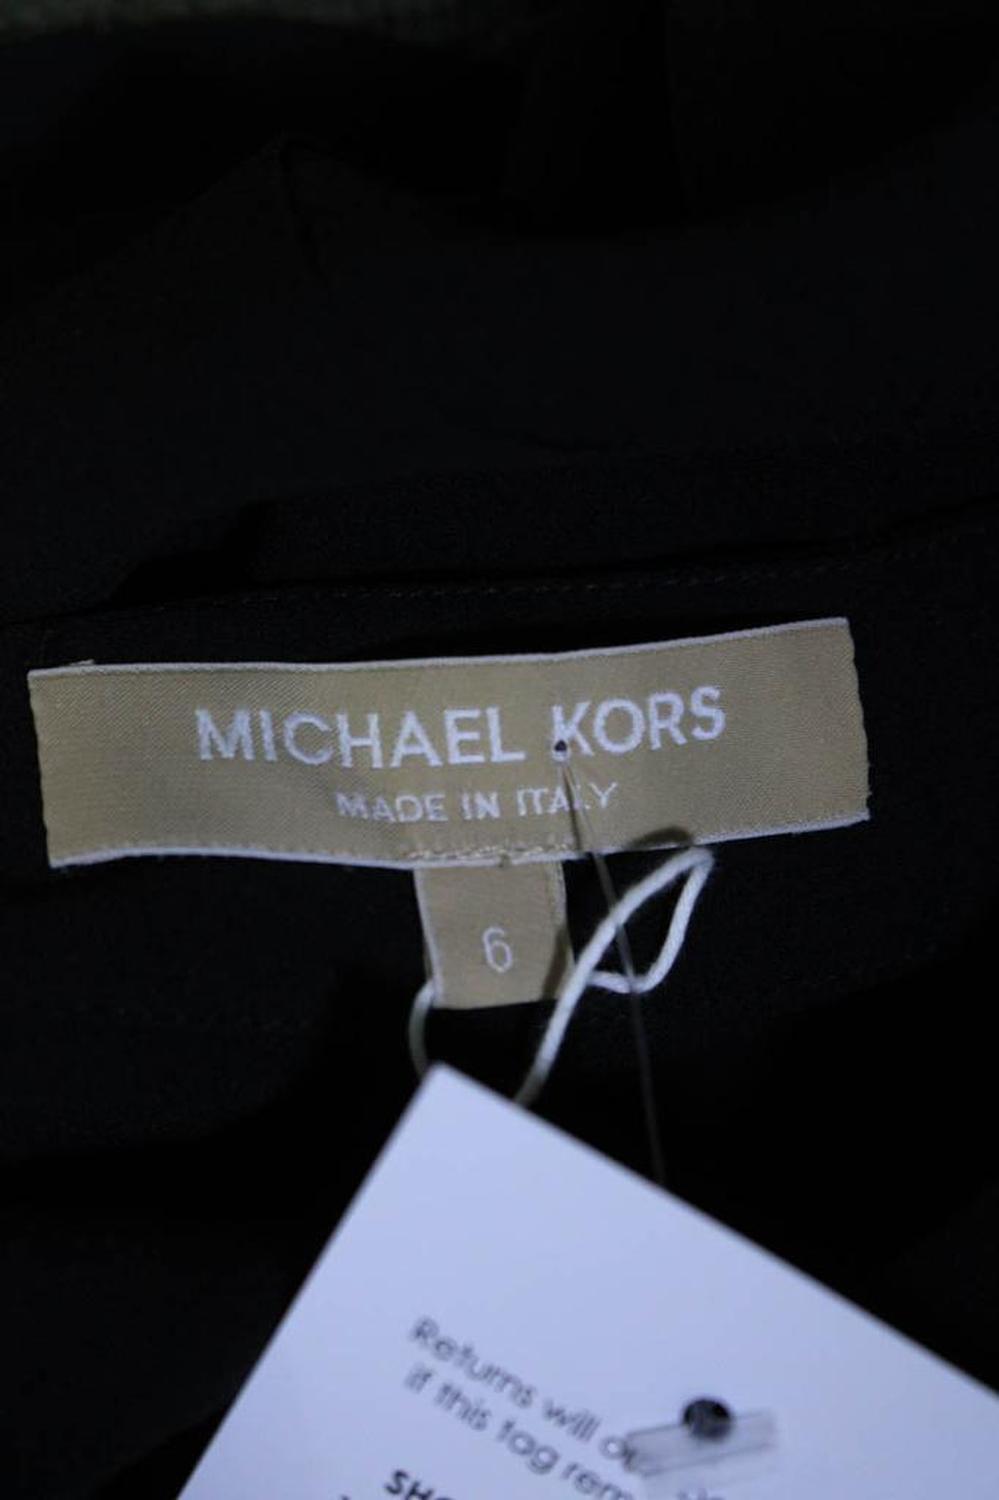 MICHAEL KORS
MADE IN ITALY
6
Returns will
if this tag